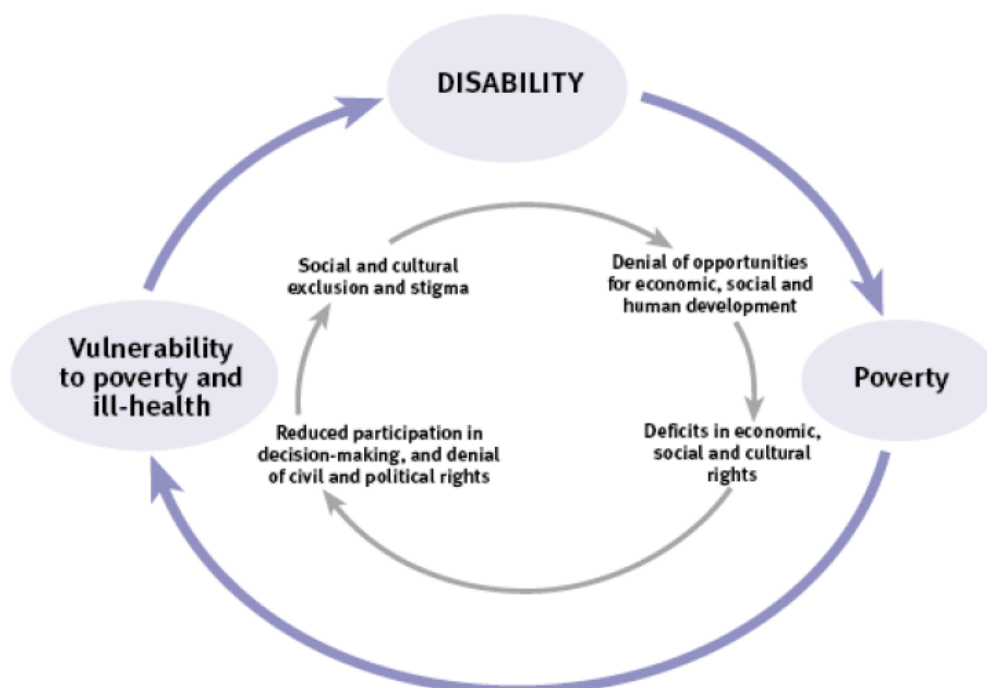 DISABILITY
Social and cultural
exclusion and stigma
Denial of opportunities
for economic, social and
human development
Vulnerability
to poverty and
ill-health
Poverty
Reduced participation in
decision-making, and denial
of civil and political rights
Deficits in economic,
social and cultural
rights